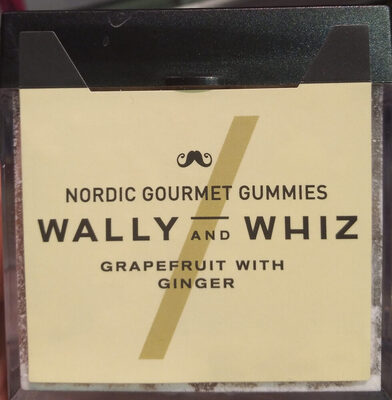 NORDIC GOURMET GUMMIES
WALLY AND WHIZ
GRAPEFRUIT WITH
GINGER